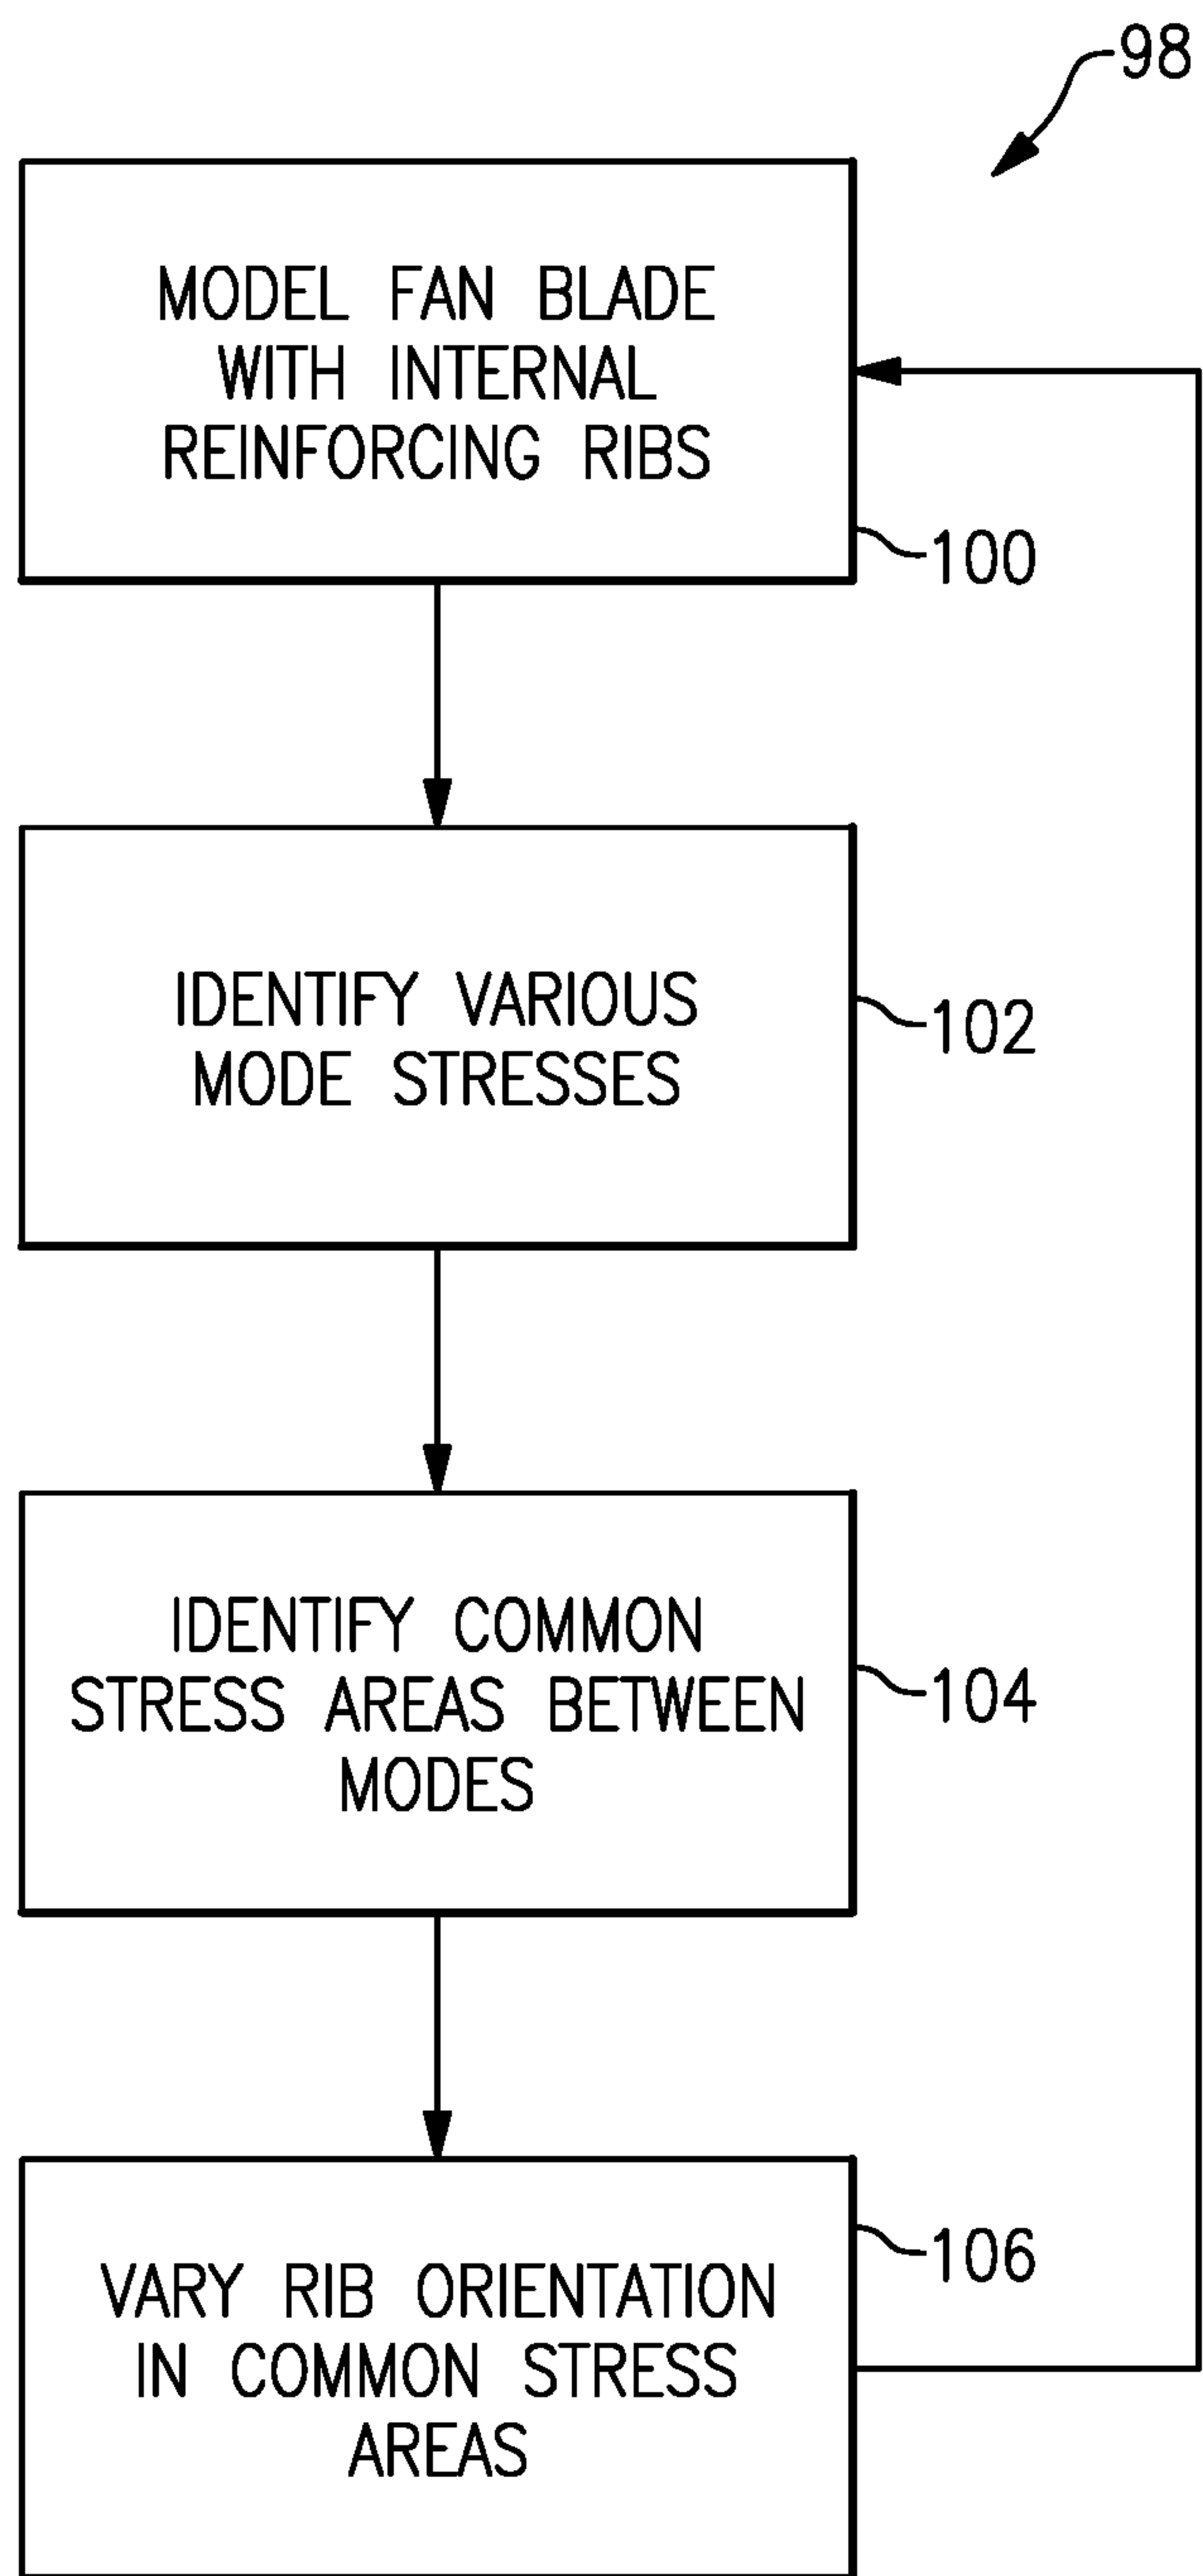 98
MODEL FAN BLADE
WITH INTERNAL
REINFORCING RIBS
100
IDENTIFY VARIOUS
MODE STRESSES
102
IDENTIFY COMMON
STRESS AREAS BETWEEN
MODES
104
VARY RIB ORIENTATION
IN COMMON STRESS
AREAS
106